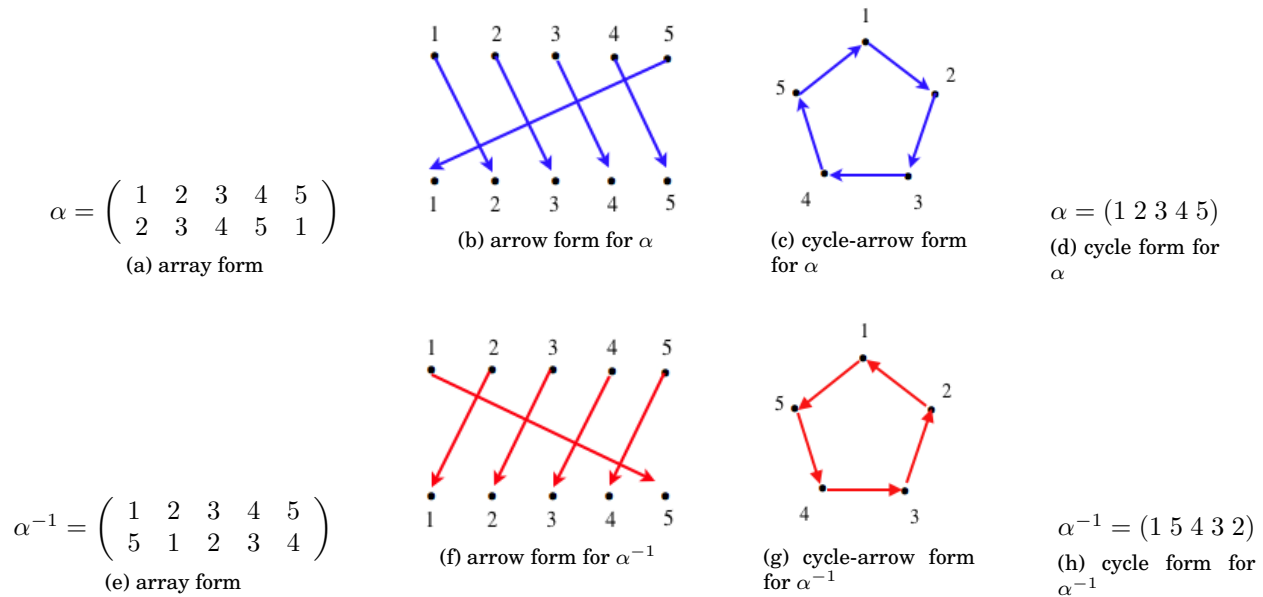 1 2 3 4 5
1 2 3 4 5
(b) arrow form for α
1
2
3
4
5
(c) cycle-arrow form
for α
α = ( 1 2 3 4 5
2 3 4 5 1 )
(a) array form
α = (1 2 3 4 5)
(d) cycle form for
α
1 2 3 4 5
1 2 3 4 5
(f) arrow form for α⁻¹
1
2
3
4
5
(g) cycle-arrow form
for α⁻¹
α⁻¹ = ( 1 2 3 4 5
5 1 2 3 4 )
(e) array form
α⁻¹ = (1 5 4 3 2)
(h) cycle form for
α⁻¹